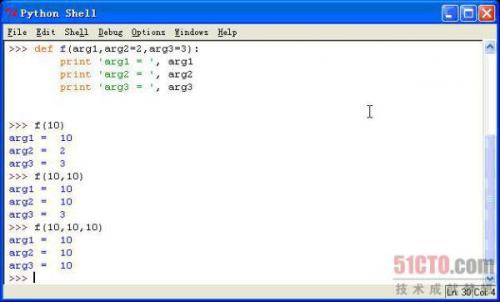 Python Shell
File Edit Shell Debug Options Windows Help
>>> def f(arg1,arg2=2,arg3=3):
        print 'arg1 = ', arg1
        print 'arg2 = ', arg2
        print 'arg3 = ', arg3
>>> f(10)
arg1 =  10
arg2 =  2
arg3 =  3
>>> f(10,10)
arg1 =  10
arg2 =  10
arg3 =  3
>>> f(10,10,10)
arg1 =  10
arg2 =  10
arg3 =  10
>>>
51CTO.com
技术成就梦想
Ln 30 Col 4